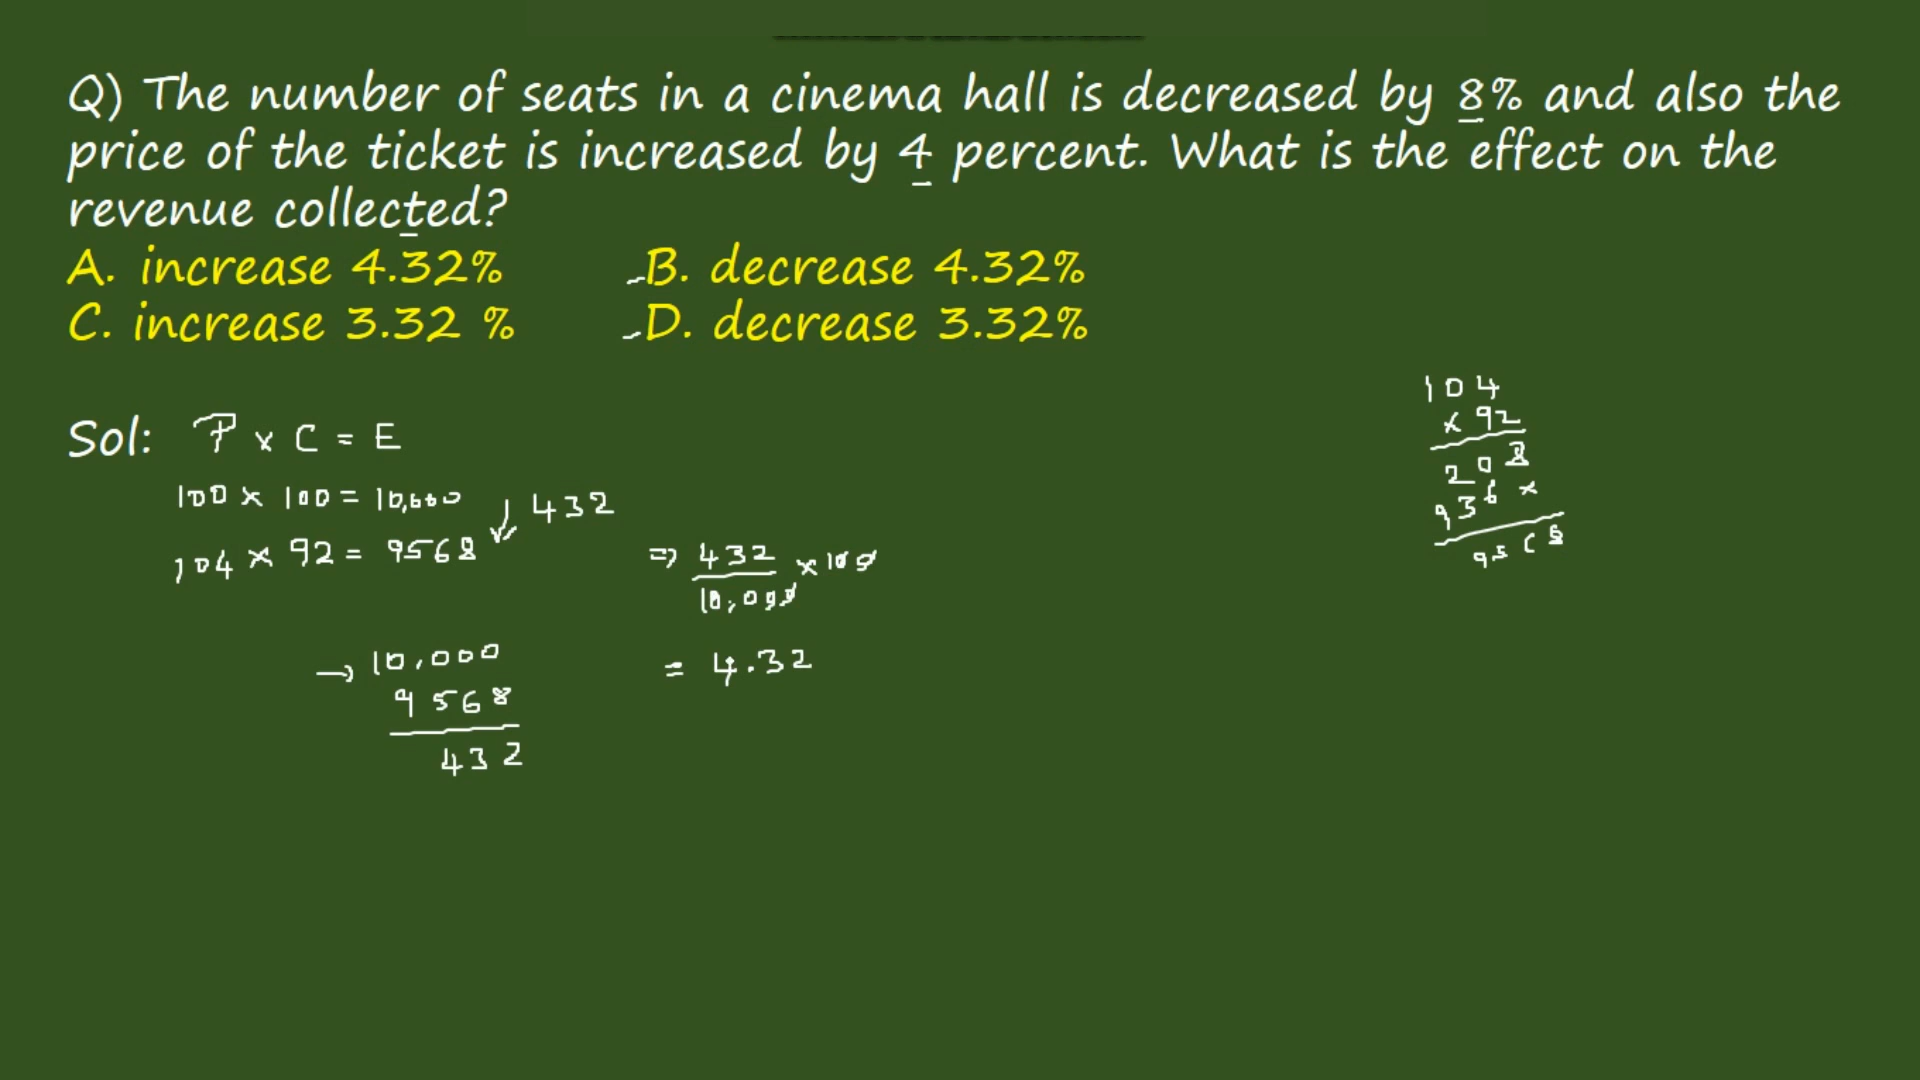 Q) The number of seats in a cinema hall is decreased by 8% and also the
price of the ticket is increased by 4 percent. What is the effect on the
revenue collected?
A. increase 4.32% B. decrease 4.32%
C. increase 3.32 % D. decrease 3.32%
Sol: P x C = E
100 x 100 = 10,000 ↓ 432
104 x 92 = 9568
⇒ 432 x 100
10,000
→ 10,000
9568
432
= 4.32
104
x 92
208
936 x
9568